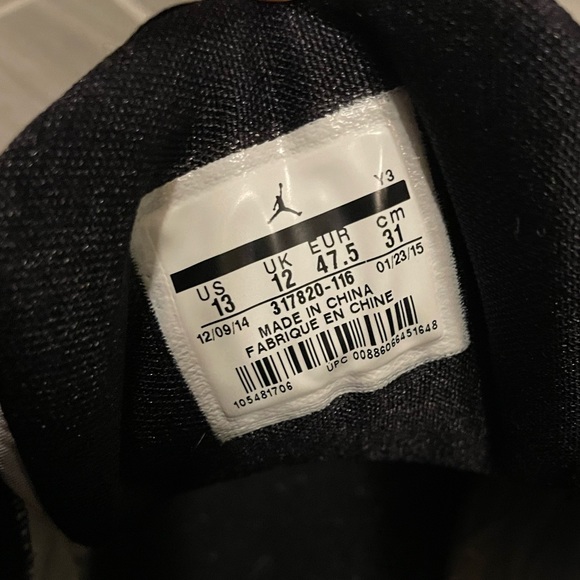 Y3
US UK EUR cm
13 12 47.5 31
12/09/14 317820-116 01/23/15
MADE IN CHINA
FABRIQUE EN CHINE
105481706 UPC 00886066451648